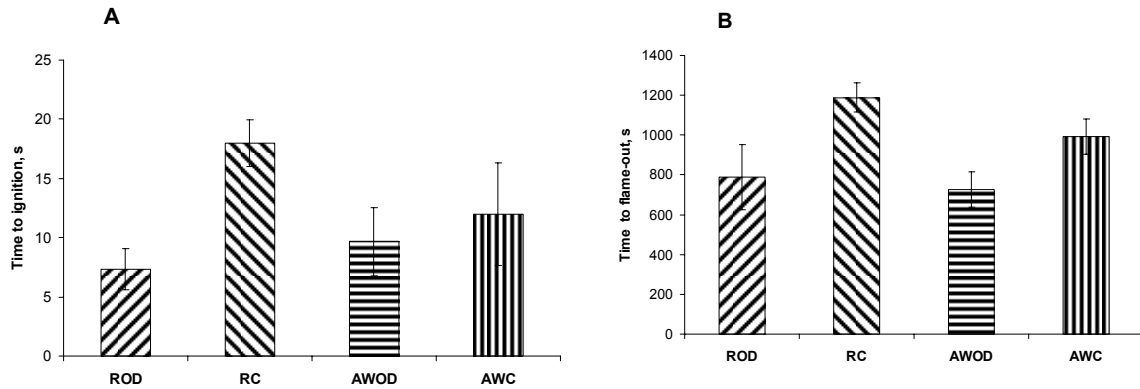 A
Time to ignition, s
25
20
15
10
5
0
ROD RC AWOD AWC
B
Time to flame-out, s
1400
1200
1000
800
600
400
200
0
ROD RC AWOD AWC